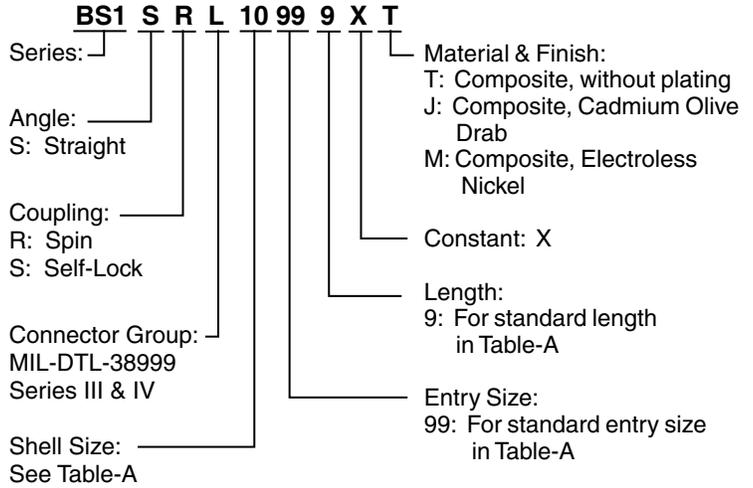 BS1 S R L 10 99 9 X T
Series:
Angle:
S: Straight
Coupling:
R: Spin
S: Self-Lock
Connector Group:
MIL-DTL-38999
Series III & IV
Shell Size:
See Table-A
Material & Finish:
T: Composite, without plating
J: Composite, Cadmium Olive
Drab
M: Composite, Electroless
Nickel
Constant: X
Length:
9: For standard length
in Table-A
Entry Size:
99: For standard entry size
in Table-A